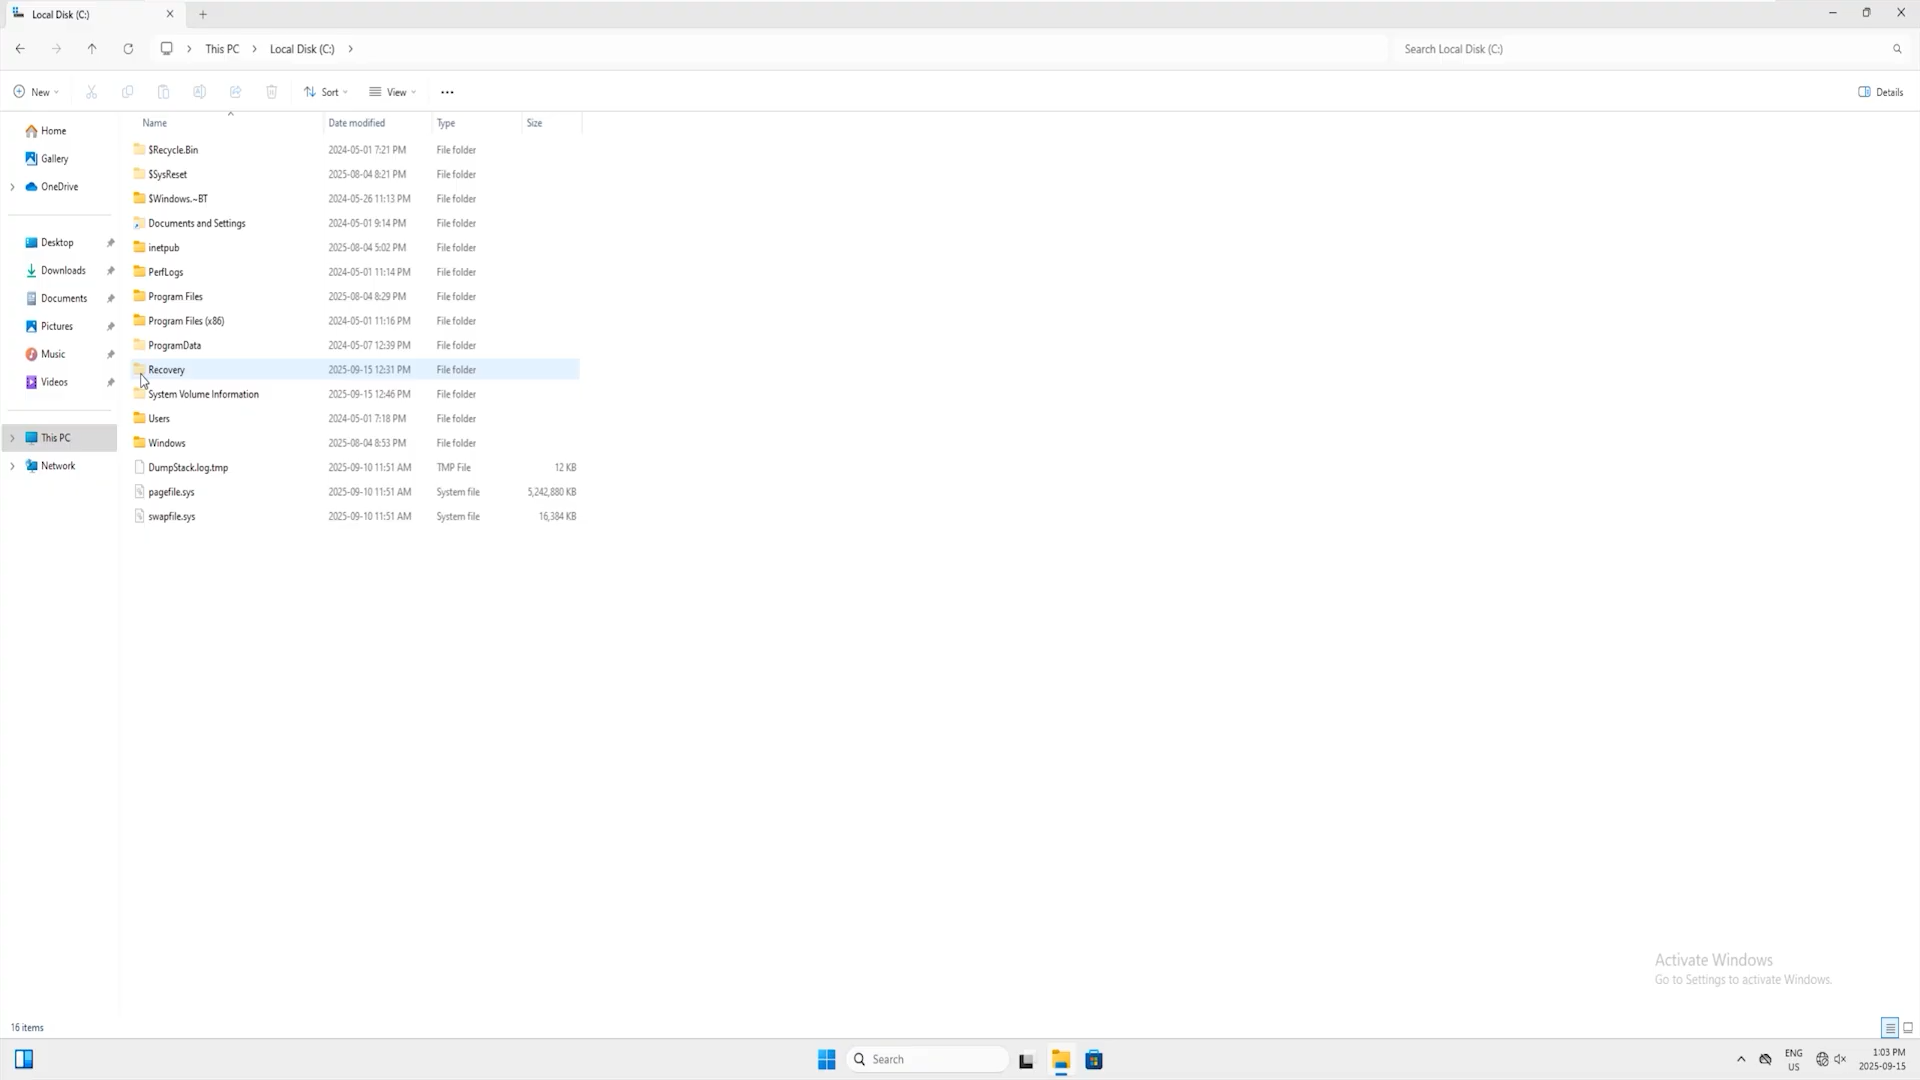 Local Disk (C:)
This PC
Local Disk (C:)
Search Local Disk (C:)
New
Sort
View
Details
Name
Date modified
Type
Size
Home
Gallery
OneDrive
Desktop
Downloads
Documents
Pictures
Music
Videos
This PC
Network
$Recycle.Bin 2024-05-01 7:21 PM File folder
$SysReset 2025-08-04 8:21 PM File folder
$Windows.~BT 2024-05-26 11:13 PM File folder
Documents and Settings 2024-05-01 9:14 PM File folder
inetpub 2025-08-04 5:02 PM File folder
PerfLogs 2024-05-01 11:14 PM File folder
Program Files 2025-08-04 8:29 PM File folder
Program Files (x86) 2024-05-01 11:16 PM File folder
ProgramData 2024-05-07 12:39 PM File folder
Recovery 2025-09-15 12:31 PM File folder
System Volume Information 2025-09-15 12:46 PM File folder
Users 2024-05-01 7:18 PM File folder
Windows 2025-08-04 8:53 PM File folder
DumpStack.log.tmp 2025-09-10 11:51 AM TMP File 12 KB
pagefile.sys 2025-09-10 11:51 AM System file 5,242,880 KB
swapfile.sys 2025-09-10 11:51 AM System file 16,384 KB
Activate Windows
Go to Settings to activate Windows.
16 items
Search
ENG
US
1:03 PM
2025-09-15